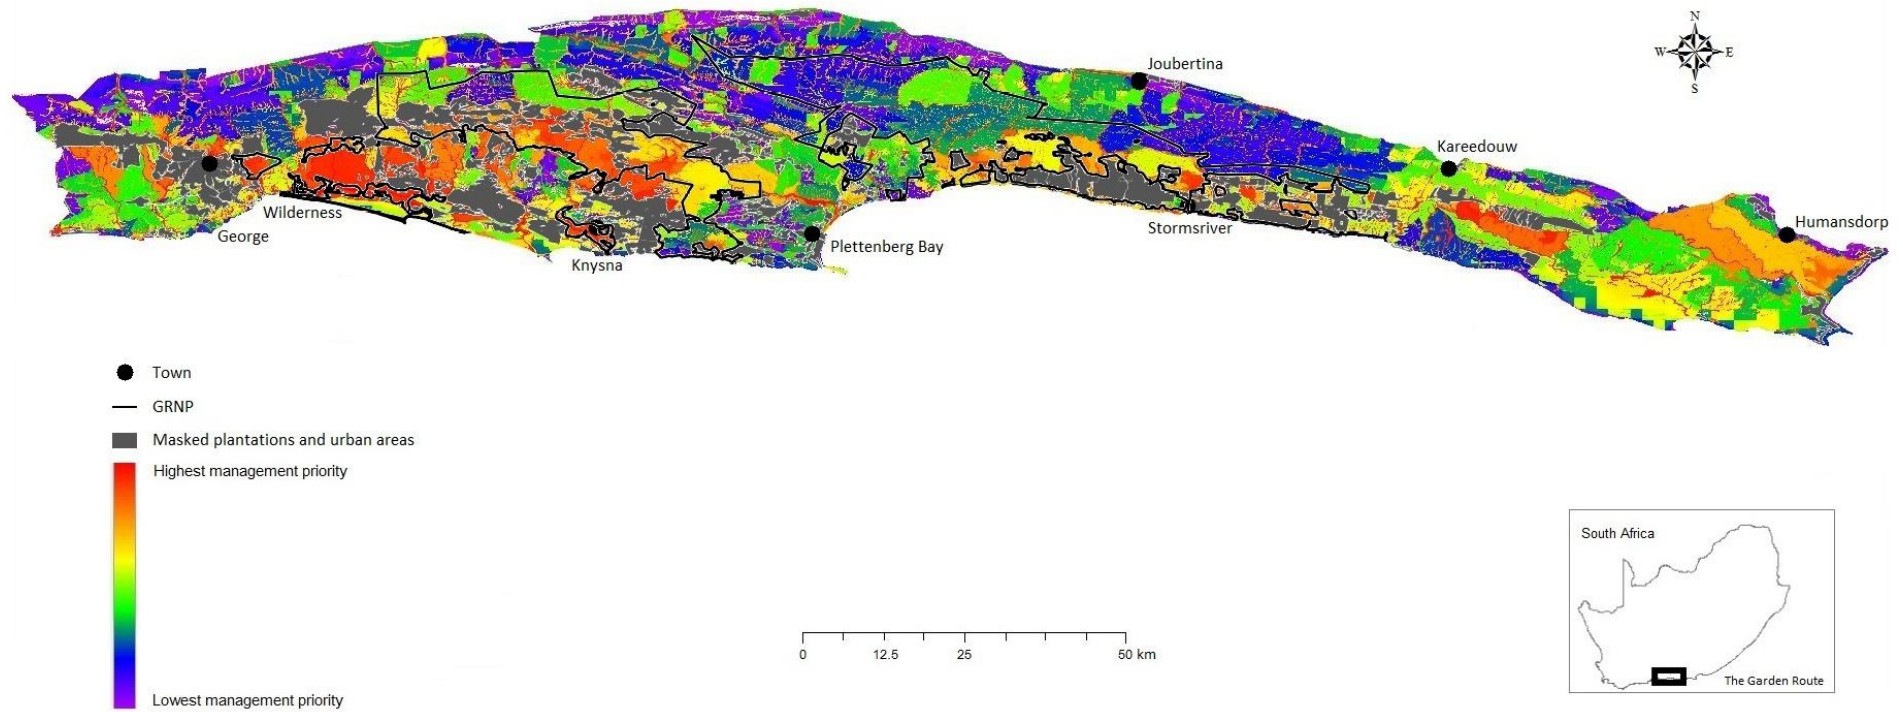 N
W E
S
Joubertina
Kareedouw
Wilderness
George
Humansdorp
Stormsriver
Plettenberg Bay
Knysna
Town
GRNP
Masked plantations and urban areas
Highest management priority
Lowest management priority
0 12.5 25 50 km
South Africa
The Garden Route